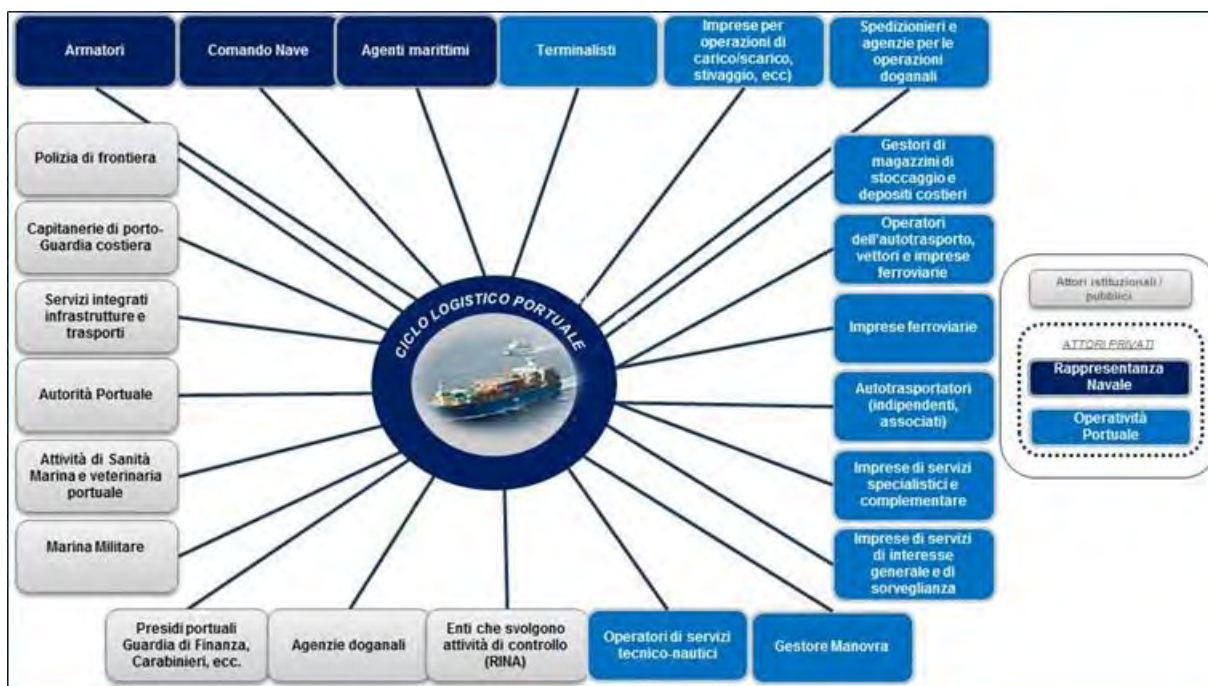 Armatori
Comando Nave
Agenti marittimi
Terminalisti
Imprese per
operazioni di
carico/scarico,
stivaggio, ecc)
Spedizionieri e
agenzie per le
operazioni
doganali
Polizia di frontiera
Capitanerie di porto-
Guardia costiera
Servizi integrati
infrastrutture e
trasporti
Autorità Portuale
Attività di Sanità
Marina e veterinaria
portuale
Marina Militare
CICLO LOGISTICO PORTUALE
Gestori di
magazzini di
stoccaggio e
depositi costieri
Operatori
dell'autotrasporto,
vettori e imprese
ferroviarie
Imprese ferroviarie
Autotrasportatori
(indipendenti,
associati)
Imprese di servizi
specialistici e
complementare
Imprese di servizi
di interesse
generale e di
sorveglianza
Presidi portuali
Guardia di Finanza,
Carabinieri, ecc.
Agenzie doganali
Enti che svolgono
attività di controllo
(RINA)
Operatori di servizi
tecnico-nautici
Gestore Manovra
Attori istituzionali /
pubblici
ATTORI PRIVATI
Rappresentanza
Navale
Operatività
Portuale